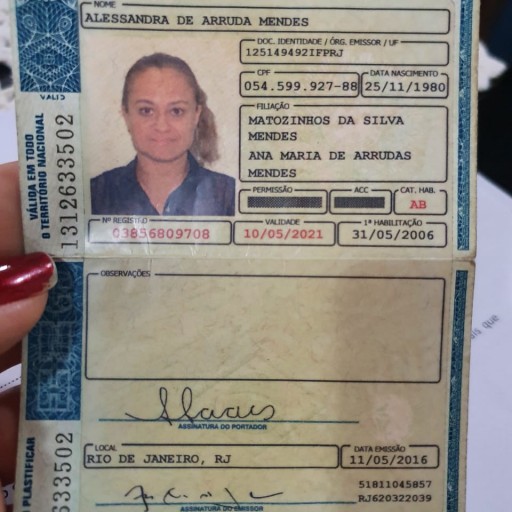 NOME
ALESSANDRA DE ARRUDA MENDES
DOC. IDENTIDADE / ÓRG. EMISSOR / UF
125149492IFPRJ
CPF
054.599.927-88
DATA NASCIMENTO
25/11/1980
FILIAÇÃO
MATOZINHOS DA SILVA
MENDES
ANA MARIA DE ARRUDAS
MENDES
PERMISSÃO
ACC
CAT. HAB.
AB
Nº REGISTRO
03856809708
VALIDADE
10/05/2021
1ª HABILITAÇÃO
31/05/2006
VÁLIDA EM TODO
O TERRITÓRIO NACIONAL
1312633502
OBSERVAÇÕES
ASSINATURA DO PORTADOR
LOCAL
RIO DE JANEIRO, RJ
DATA EMISSÃO
11/05/2016
51811045857
RJ620322039
ASSINATURA DO EMISSOR
PLASTIFICAR
633502
que